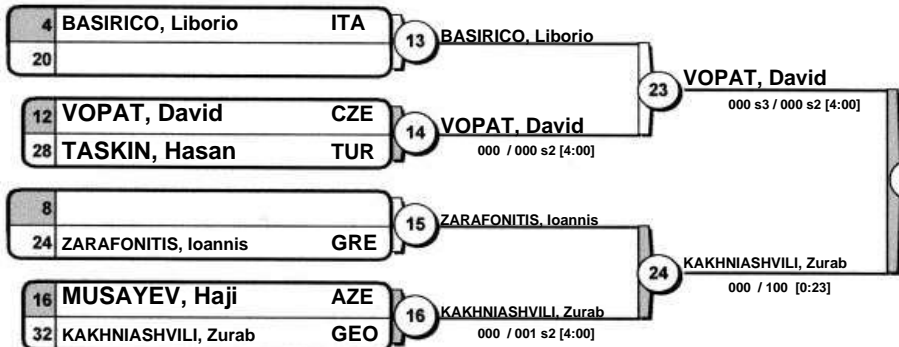 4 BASIRICO, Liborio ITA
20
13 BASIRICO, Liborio
12 VOPAT, David CZE
28 TASKIN, Hasan TUR
14 VOPAT, David
000 / 000 s2 [4:00]
23 VOPAT, David
000 s3 / 000 s2 [4:00]
8
24 ZARAFONITIS, Ioannis GRE
15 ZARAFONITIS, Ioannis
16 MUSAYEV, Haji AZE
32 KAKHNIASHVILI, Zurab GEO
16 KAKHNIASHVILI, Zurab
000 / 001 s2 [4:00]
24 KAKHNIASHVILI, Zurab
000 / 100 [0:23]